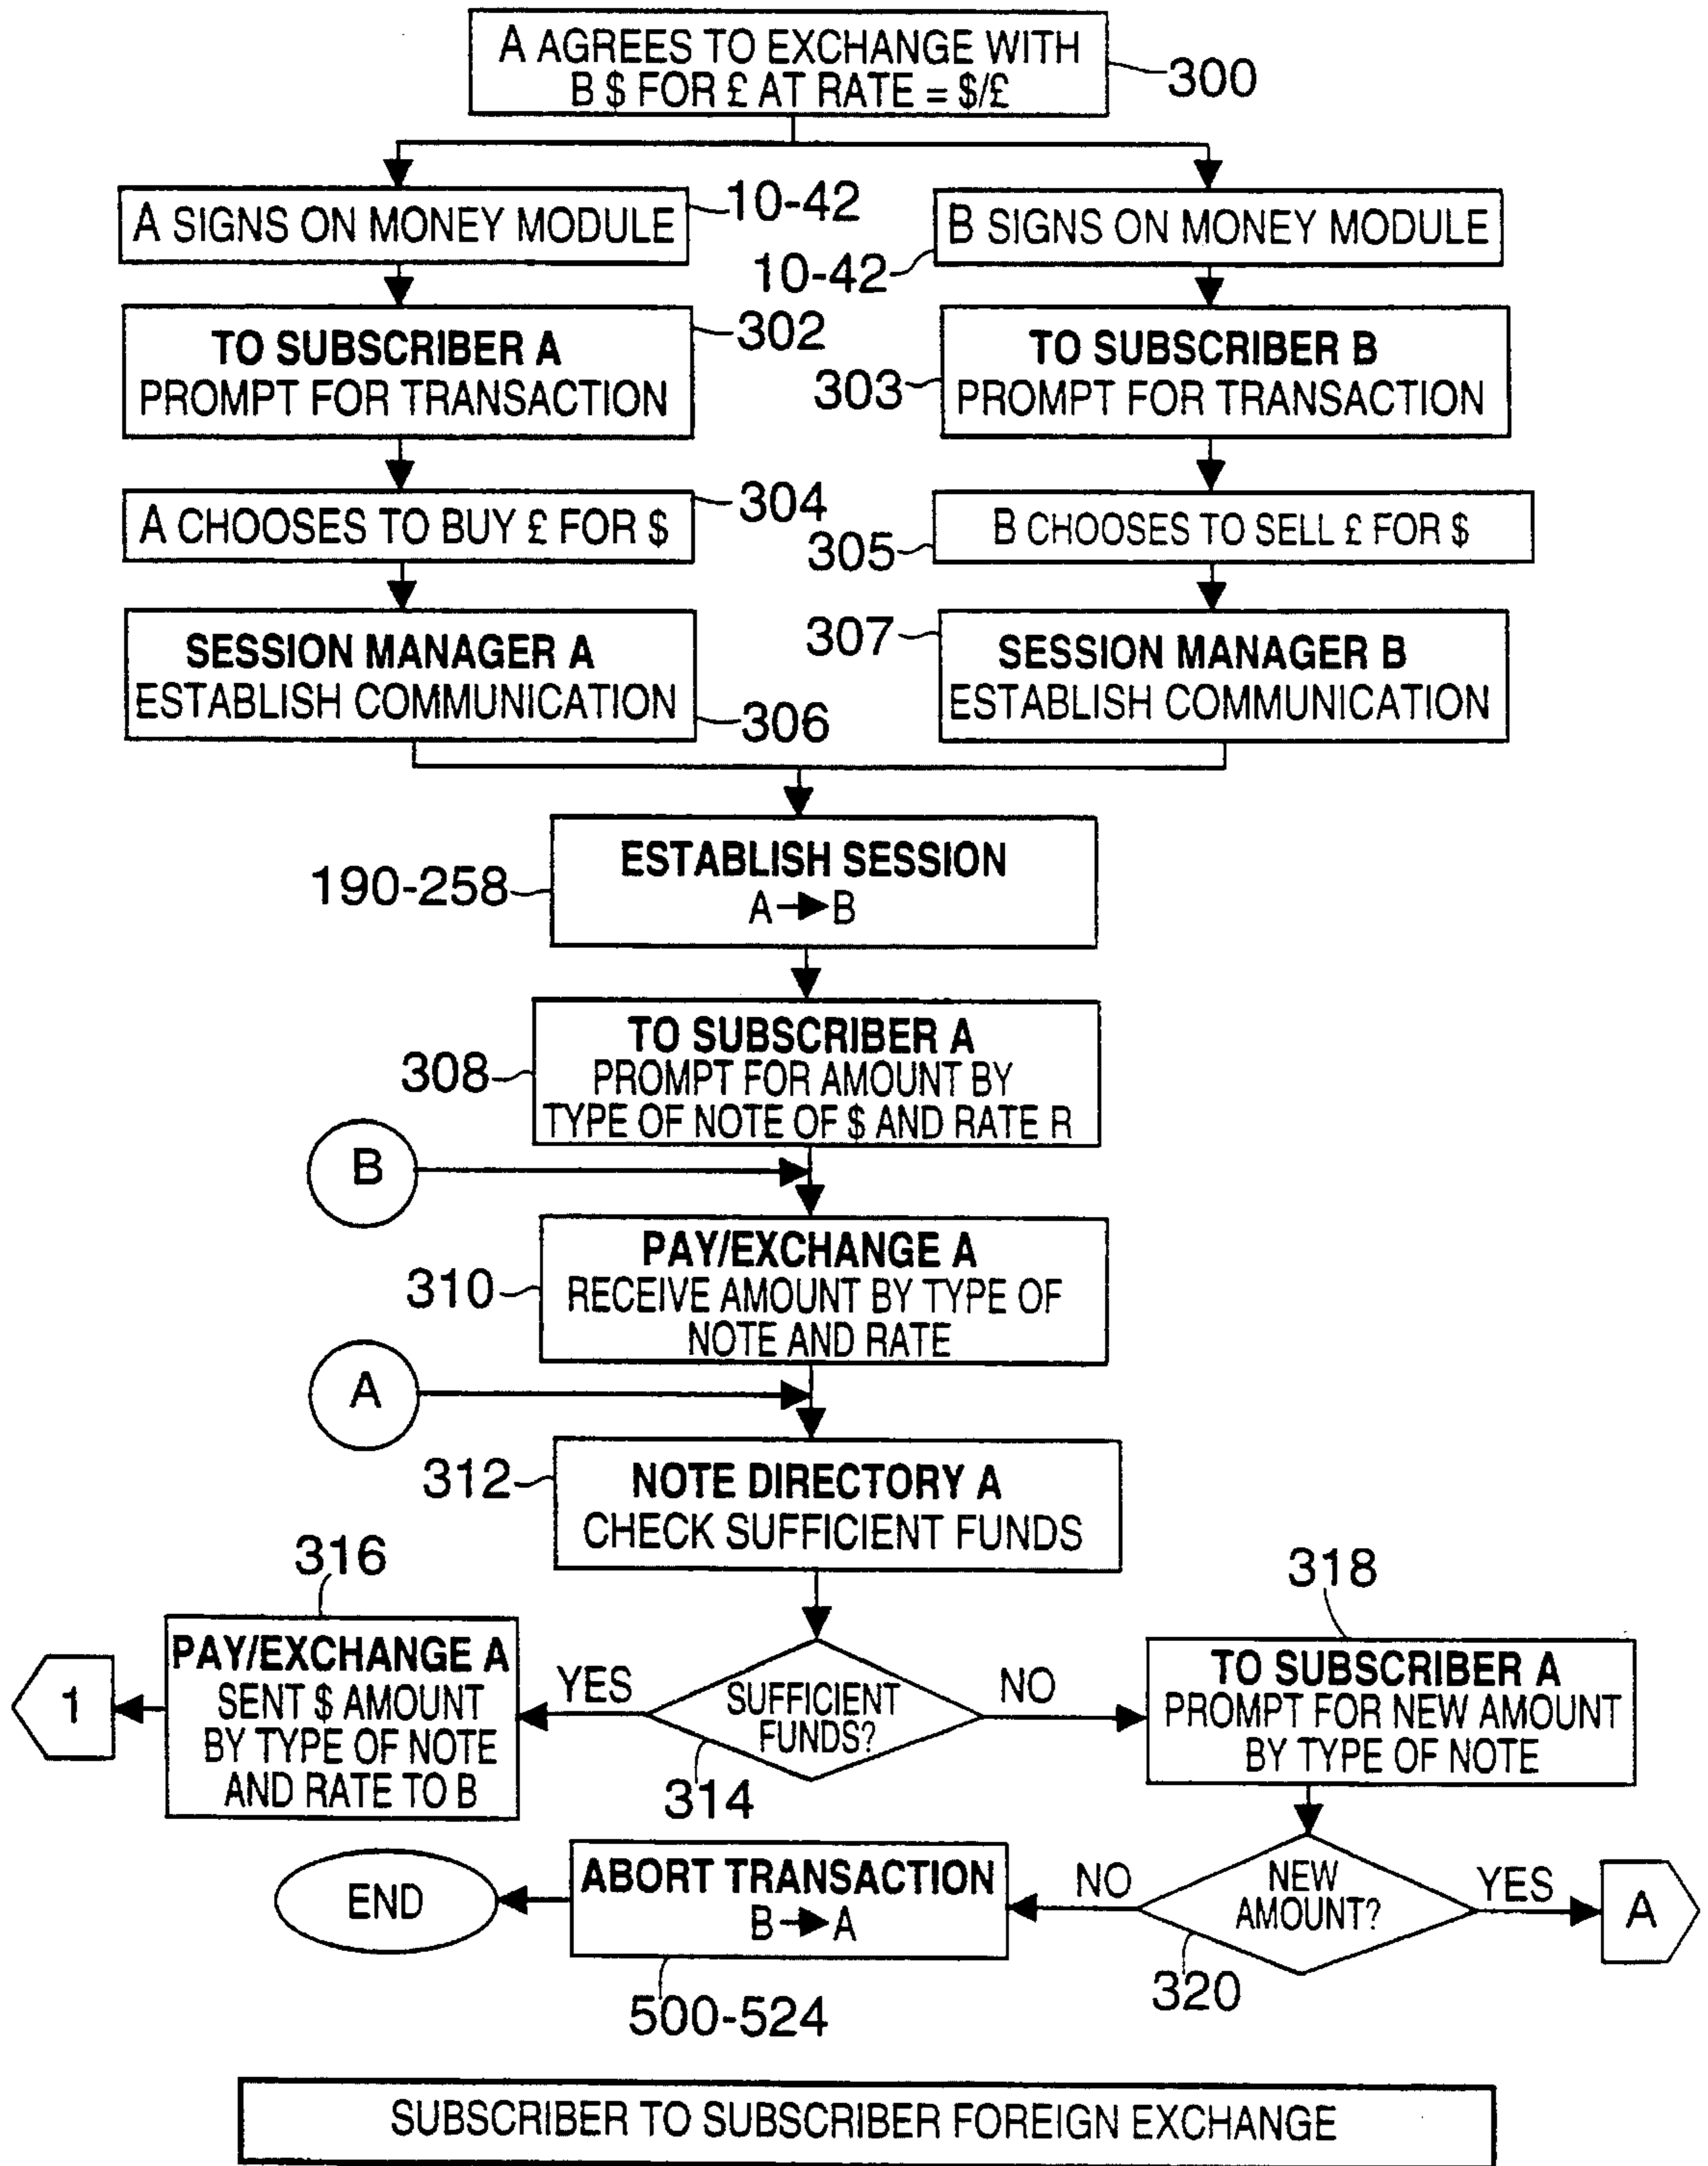 A AGREES TO EXCHANGE WITH
B $ FOR £ AT RATE = $/£
300
A SIGNS ON MONEY MODULE
10-42
B SIGNS ON MONEY MODULE
10-42
TO SUBSCRIBER A
PROMPT FOR TRANSACTION
302
TO SUBSCRIBER B
PROMPT FOR TRANSACTION
303
A CHOOSES TO BUY £ FOR $
304
B CHOOSES TO SELL £ FOR $
305
SESSION MANAGER A
ESTABLISH COMMUNICATION
306
SESSION MANAGER B
ESTABLISH COMMUNICATION
307
ESTABLISH SESSION
A→B
190-258
TO SUBSCRIBER A
PROMPT FOR AMOUNT BY
TYPE OF NOTE OF $ AND RATE R
308
B
PAY/EXCHANGE A
RECEIVE AMOUNT BY TYPE OF
NOTE AND RATE
310
A
NOTE DIRECTORY A
CHECK SUFFICIENT FUNDS
312
SUFFICIENT
FUNDS?
314
YES
NO
316
PAY/EXCHANGE A
SENT $ AMOUNT
BY TYPE OF NOTE
AND RATE TO B
1
318
TO SUBSCRIBER A
PROMPT FOR NEW AMOUNT
BY TYPE OF NOTE
NEW
AMOUNT?
320
YES
A
NO
ABORT TRANSACTION
B→A
500-524
END
SUBSCRIBER TO SUBSCRIBER FOREIGN EXCHANGE